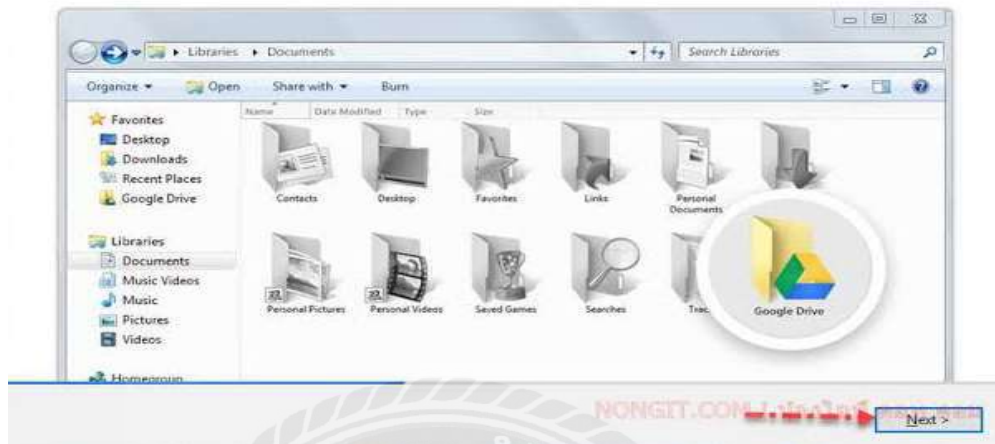 Libraries ▸ Documents
Search Libraries
Organize
Open
Share with
Burn
Name
Date Modified
Type
Size
Favorites
Desktop
Downloads
Recent Places
Google Drive
Libraries
Documents
Music Videos
Music
Pictures
Videos
Homegroup
Contacts
Desktop
Favorites
Links
Personal Documents
Personal Pictures
Personal Videos
Saved Games
Searches
Trac
Google Drive
NONGIT.COM
Next >